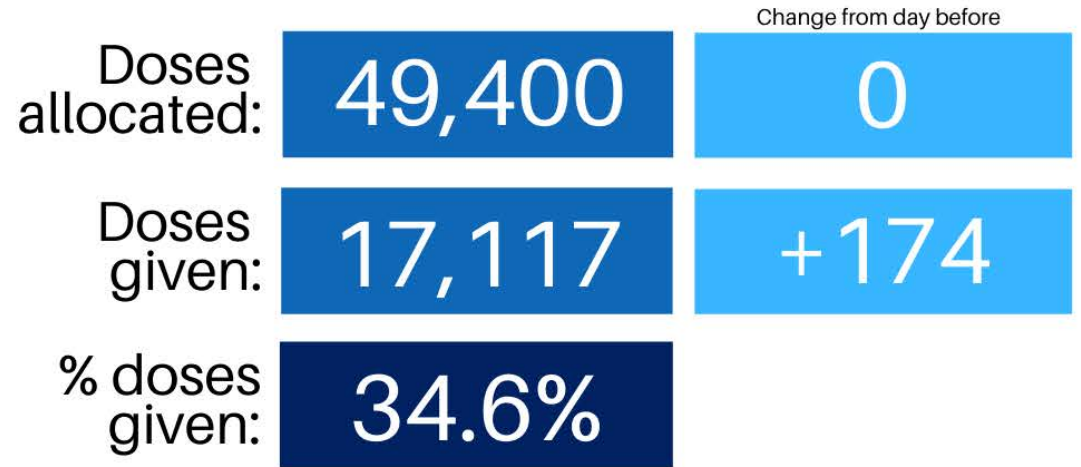 Change from day before
Doses
allocated:
49,400
0
Doses
given:
17,117
+174
% doses
given:
34.6%